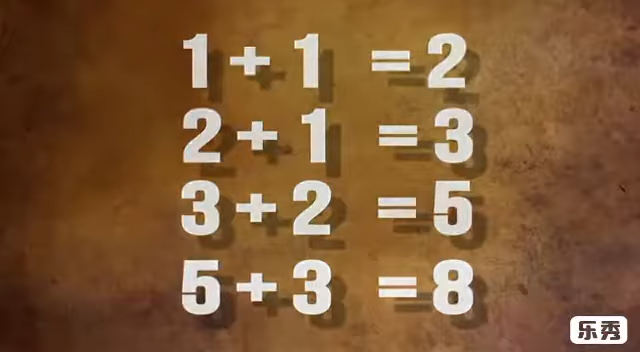 1 + 1 = 2
2 + 1 = 3
3 + 2 = 5
5 + 3 = 8
乐秀